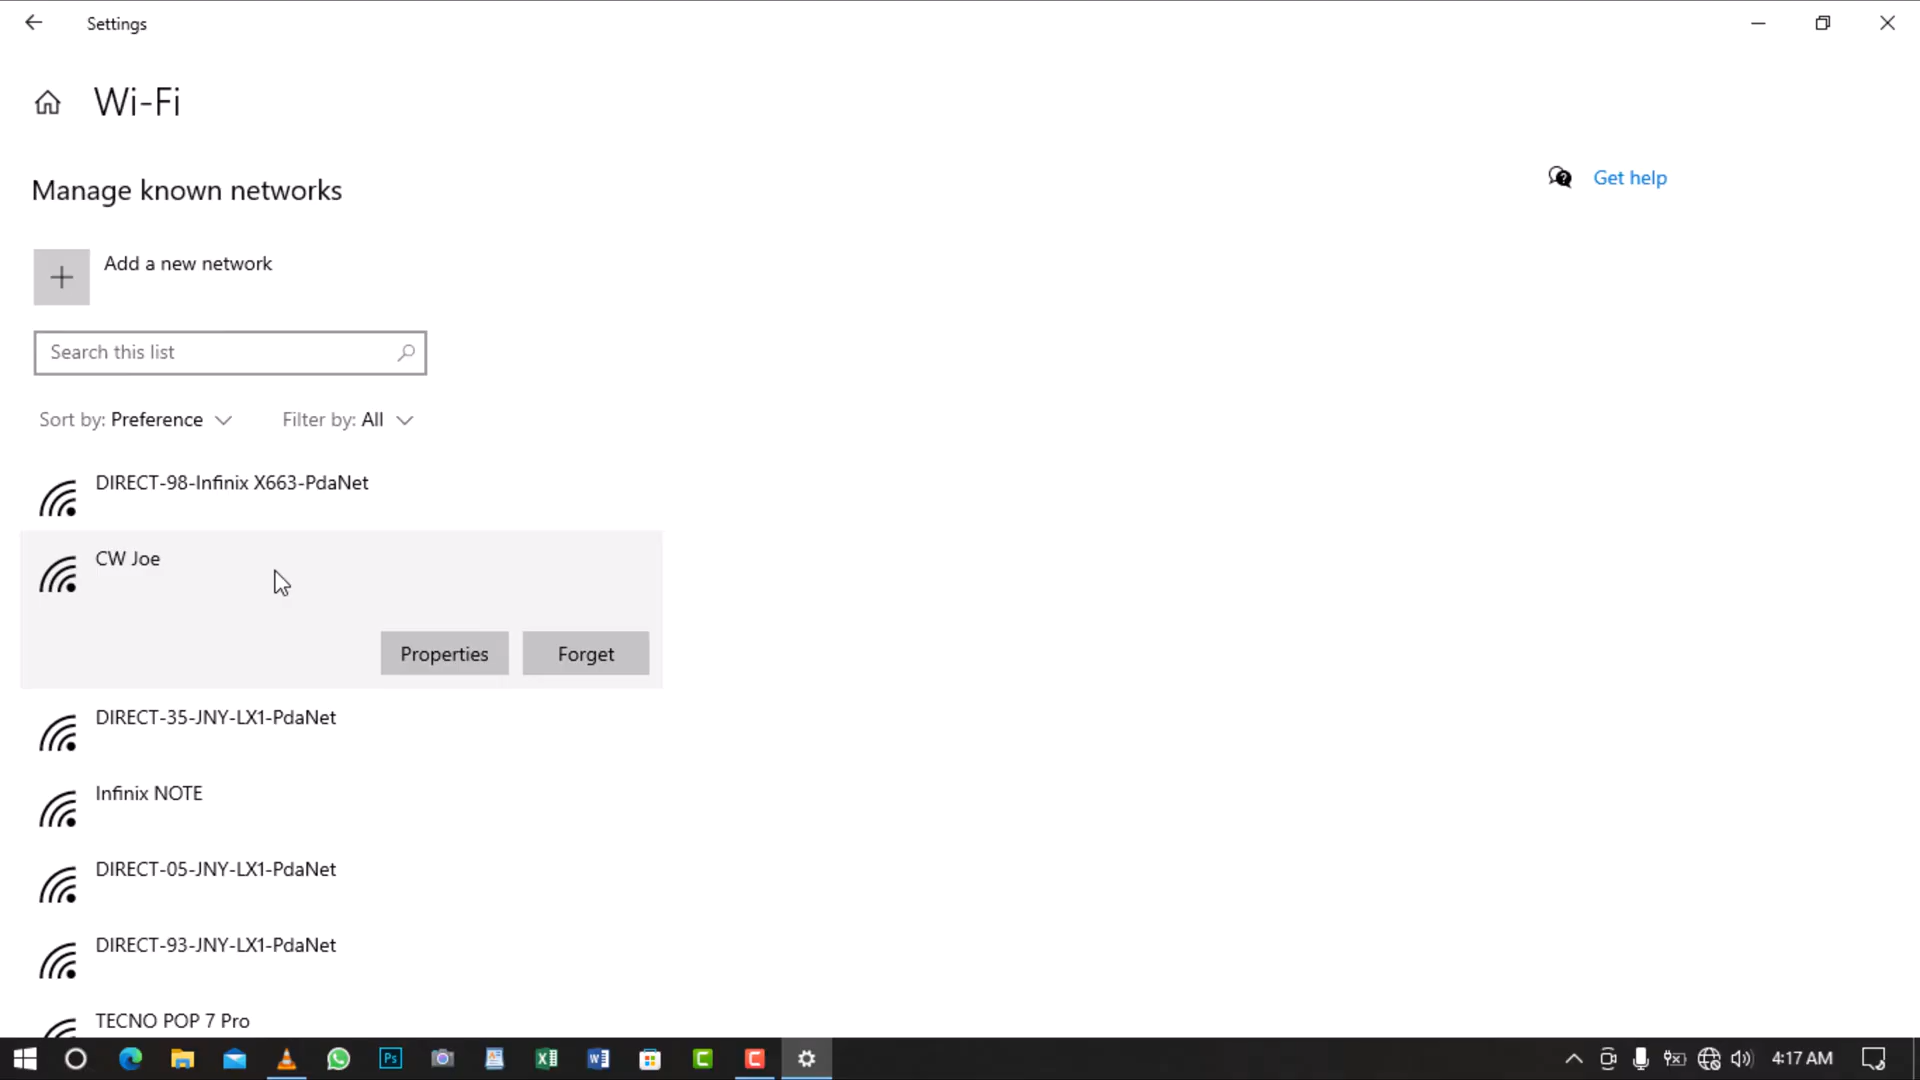 Settings
Wi-Fi
Manage known networks
Get help
Add a new network
Search this list
Sort by: Preference Filter by: All
DIRECT-98-Infinix X663-PdaNet
CW Joe
Properties Forget
DIRECT-35-JNY-LX1-PdaNet
Infinix NOTE
DIRECT-05-JNY-LX1-PdaNet
DIRECT-93-JNY-LX1-PdaNet
TECNO POP 7 Pro
Ps
4:17 AM